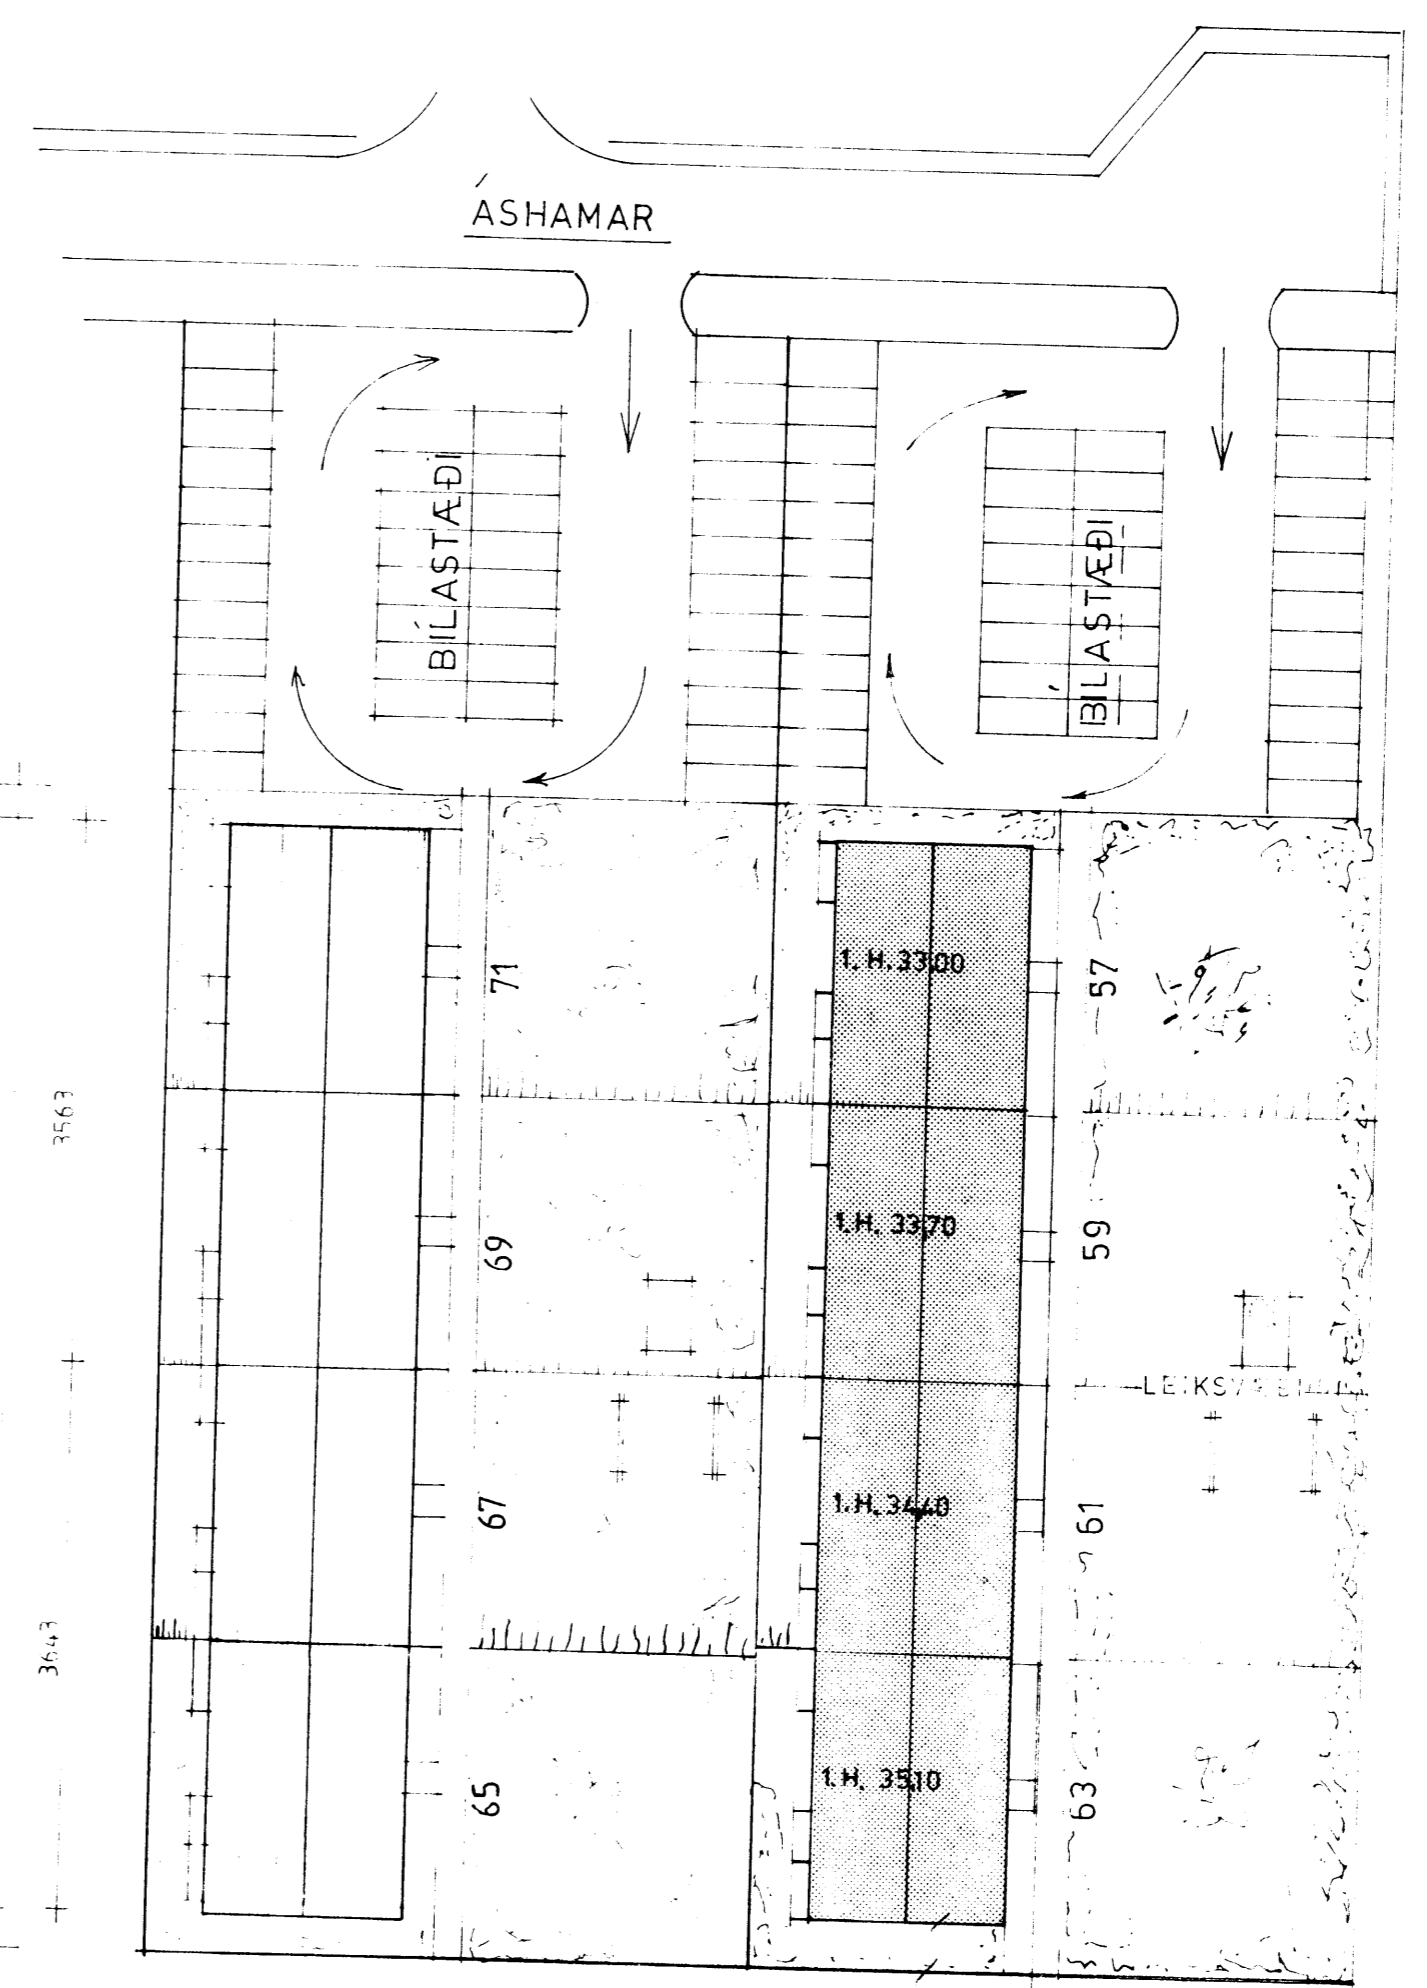 ÁSHAMAR
BÍLASTÆÐI
BÍLASTÆÐI
71
1. H. 33,00
57
3563
69
1. H. 33,70
59
67
1. H. 34,40
61
3643
65
1. H. 35,10
63